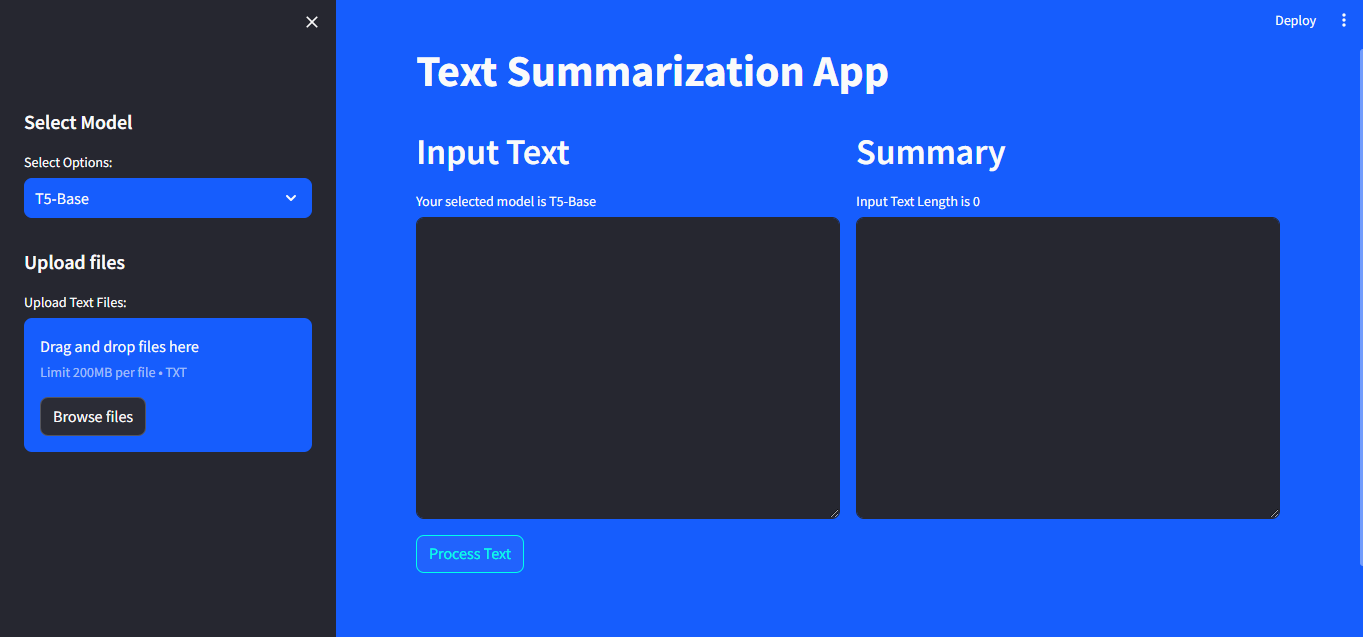 Deploy
Select Model
Select Options:
T5-Base
Upload files
Upload Text Files:
Drag and drop files here
Limit 200MB per file • TXT
Browse files
Text Summarization App
Input Text
Your selected model is T5-Base
Process Text
Summary
Input Text Length is 0